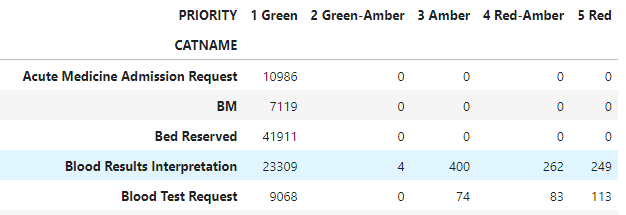 PRIORITY 1 Green 2 Green-Amber 3 Amber 4 Red-Amber 5 Red
CATNAME
Acute Medicine Admission Request 10986 0 0 0 0
BM 7119 0 0 0 0
Bed Reserved 41911 0 0 0 0
Blood Results Interpretation 23309 4 400 262 249
Blood Test Request 9068 0 74 83 113